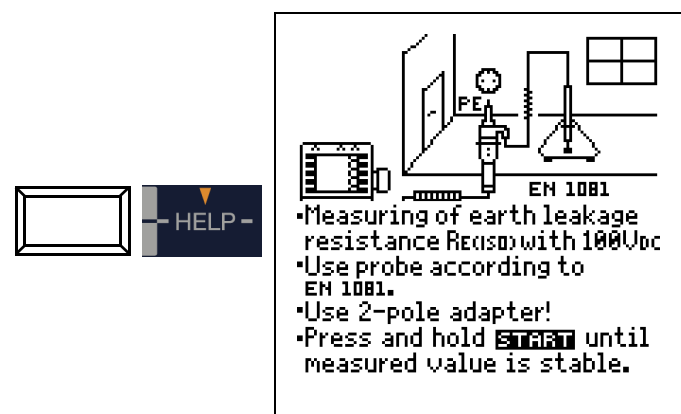 HELP
PE
EN 1081
•Measuring of earth leakage
resistance RE(ISO) with 100VDC
•Use probe according to
EN 1081.
•Use 2-pole adapter!
•Press and hold START until
measured value is stable.